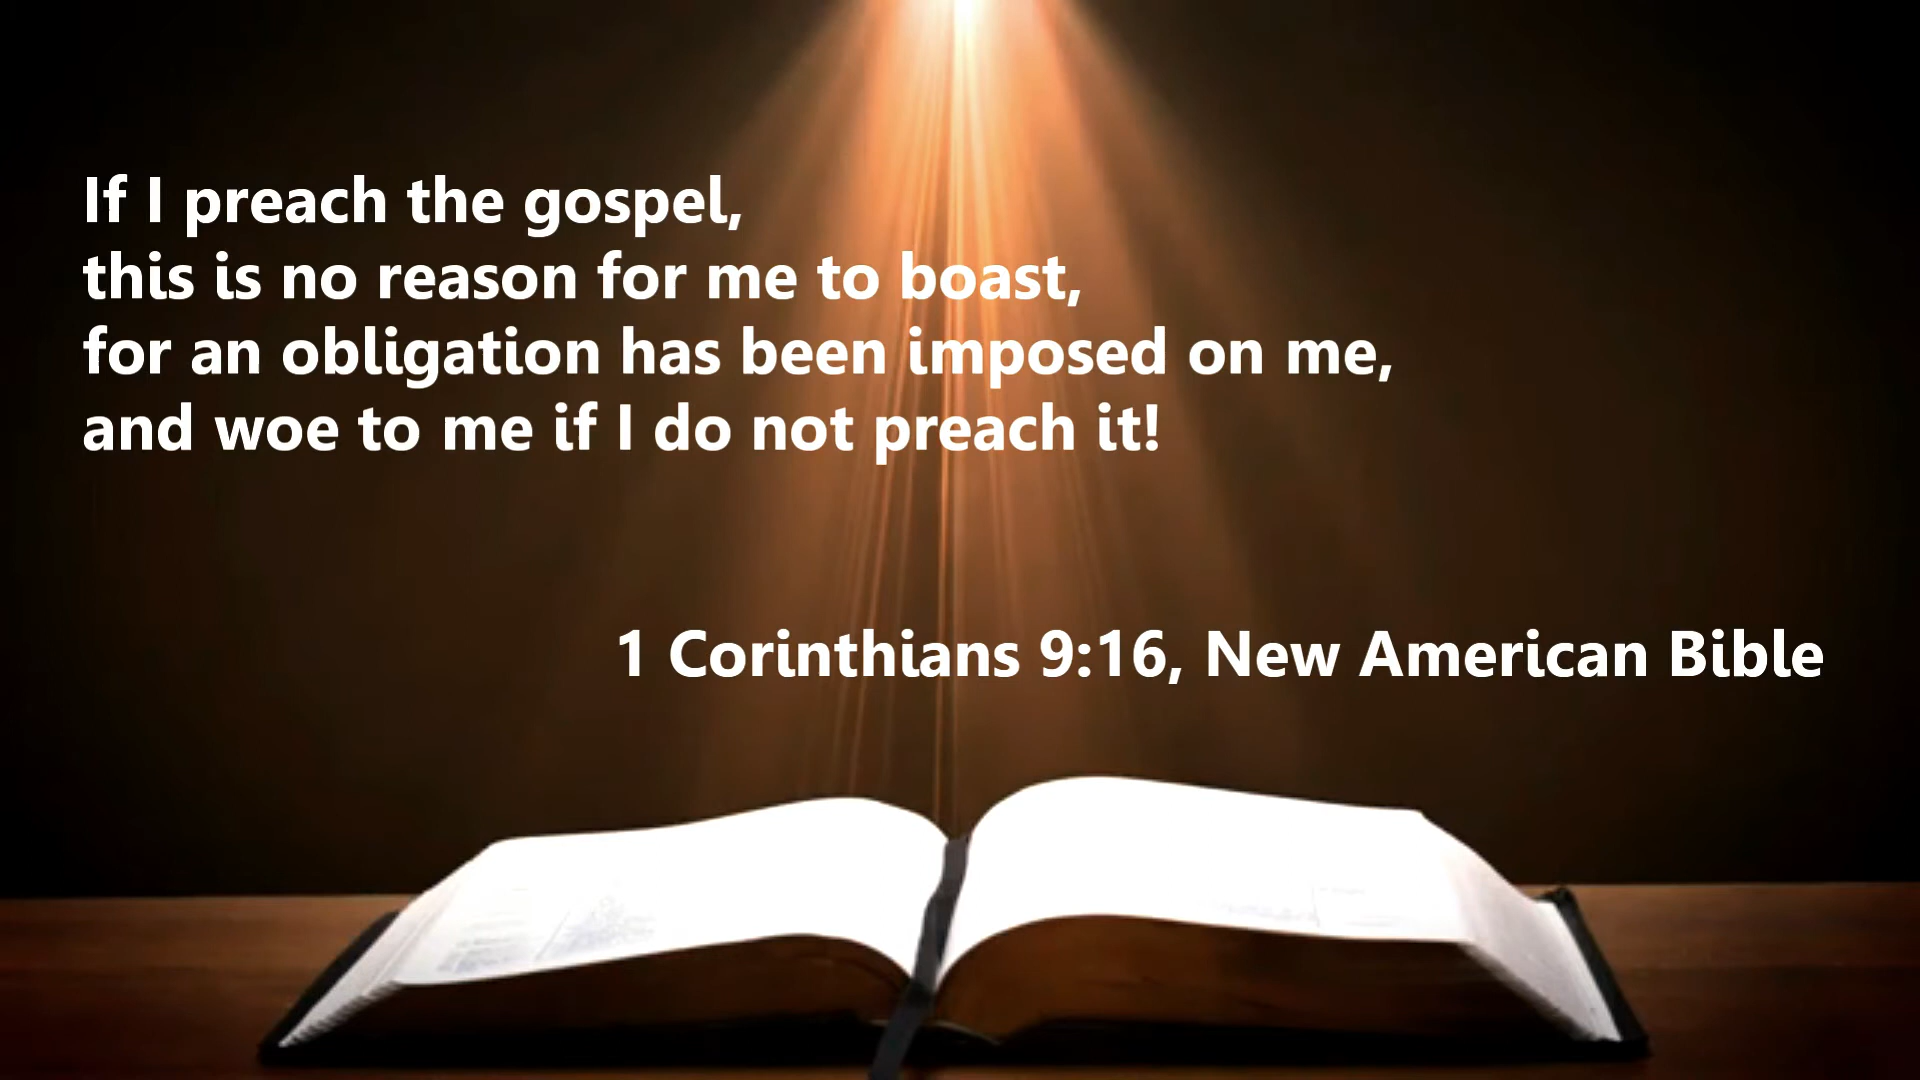 If I preach the gospel,
this is no reason for me to boast,
for an obligation has been imposed on me,
and woe to me if I do not preach it!
1 Corinthians 9:16, New American Bible